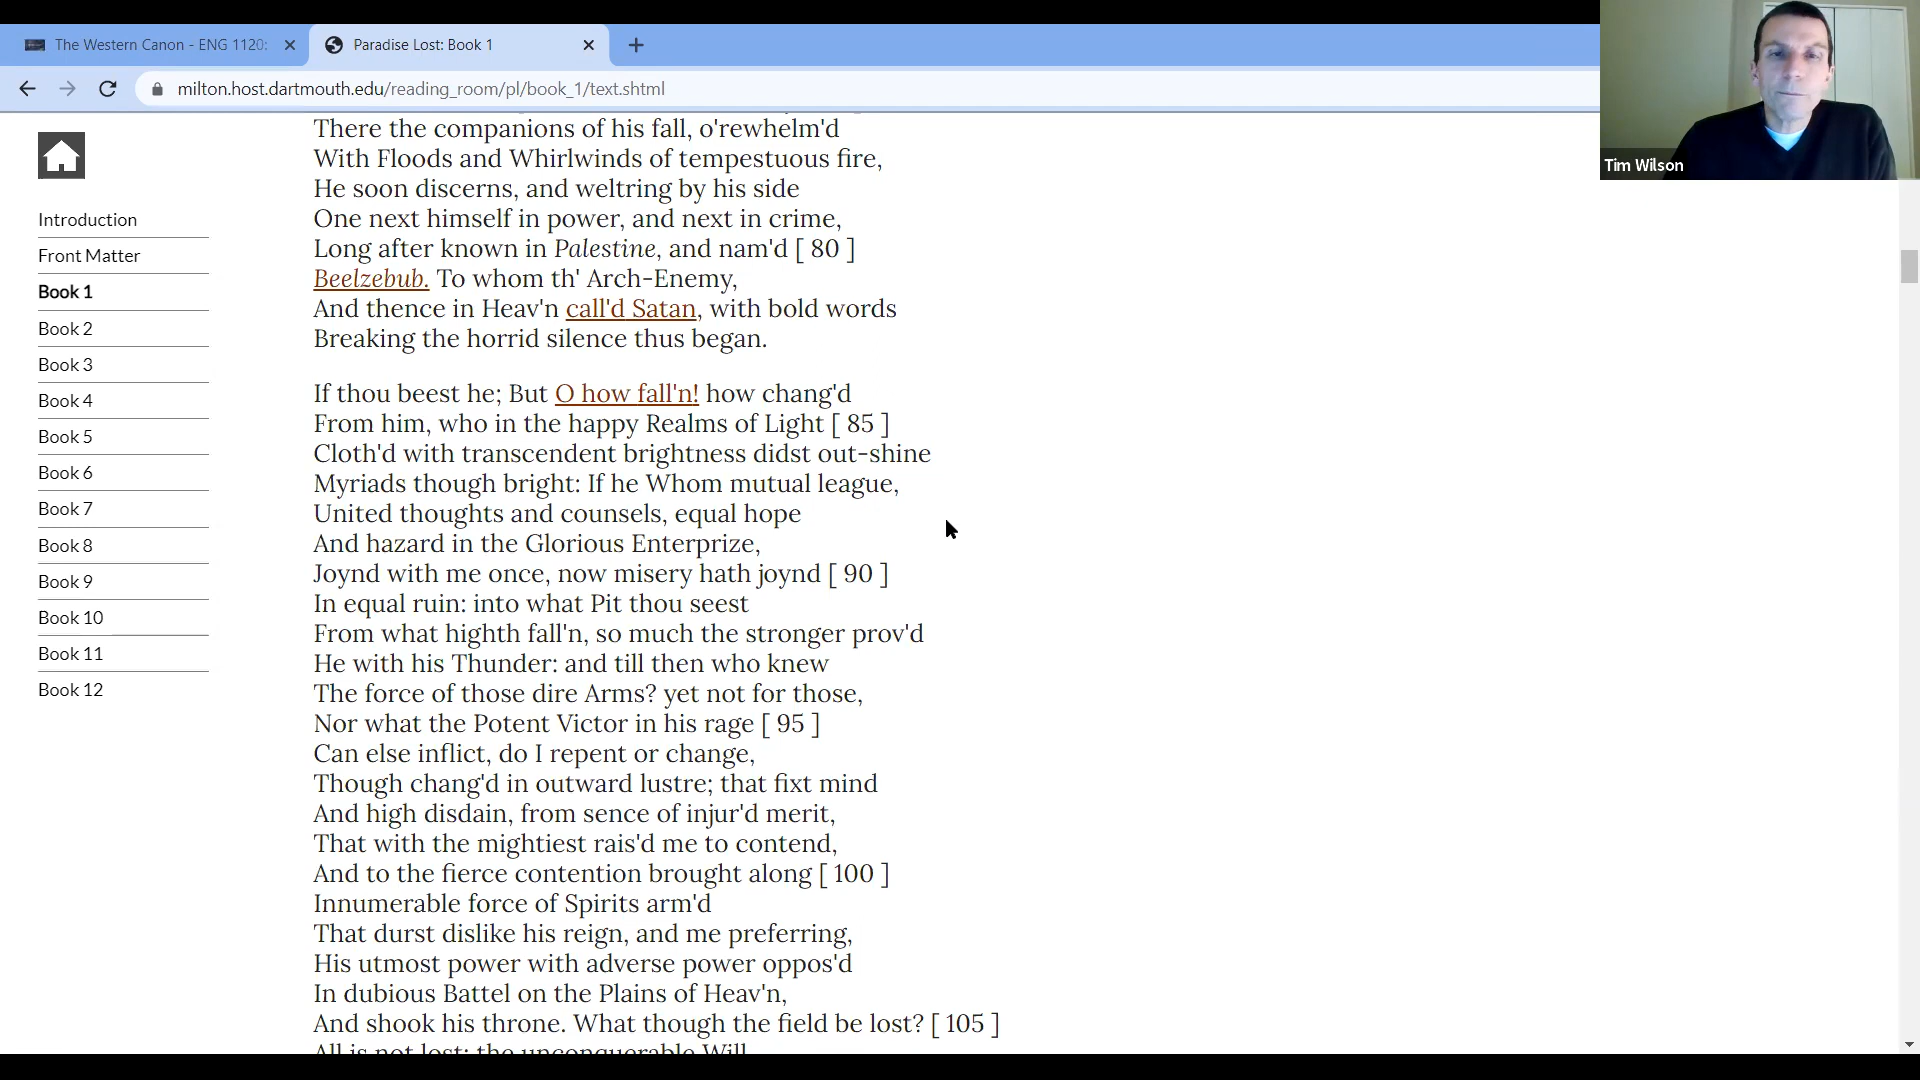 The Western Canon - ENG 1120:
Paradise Lost: Book 1
milton.host.dartmouth.edu/reading_room/pl/book_1/text.shtml
Tim Wilson
Introduction
Front Matter
Book 1
Book 2
Book 3
Book 4
Book 5
Book 6
Book 7
Book 8
Book 9
Book 10
Book 11
Book 12
There the companions of his fall, o'rewhelm'd
With Floods and Whirlwinds of tempestuous fire,
He soon discerns, and weltring by his side
One next himself in power, and next in crime,
Long after known in Palestine, and nam'd [ 80 ]
Beelzebub. To whom th' Arch-Enemy,
And thence in Heav'n call'd Satan, with bold words
Breaking the horrid silence thus began.
If thou beest he; But O how fall'n! how chang'd
From him, who in the happy Realms of Light [ 85 ]
Cloth'd with transcendent brightness didst out-shine
Myriads though bright: If he Whom mutual league,
United thoughts and counsels, equal hope
And hazard in the Glorious Enterprize,
Joynd with me once, now misery hath joynd [ 90 ]
In equal ruin: into what Pit thou seest
From what highth fall'n, so much the stronger prov'd
He with his Thunder: and till then who knew
The force of those dire Arms? yet not for those,
Nor what the Potent Victor in his rage [ 95 ]
Can else inflict, do I repent or change,
Though chang'd in outward lustre; that fixt mind
And high disdain, from sence of injur'd merit,
That with the mightiest rais'd me to contend,
And to the fierce contention brought along [ 100 ]
Innumerable force of Spirits arm'd
That durst dislike his reign, and me preferring,
His utmost power with adverse power oppos'd
In dubious Battel on the Plains of Heav'n,
And shook his throne. What though the field be lost? [ 105 ]
All is not lost; the unconquerable Will